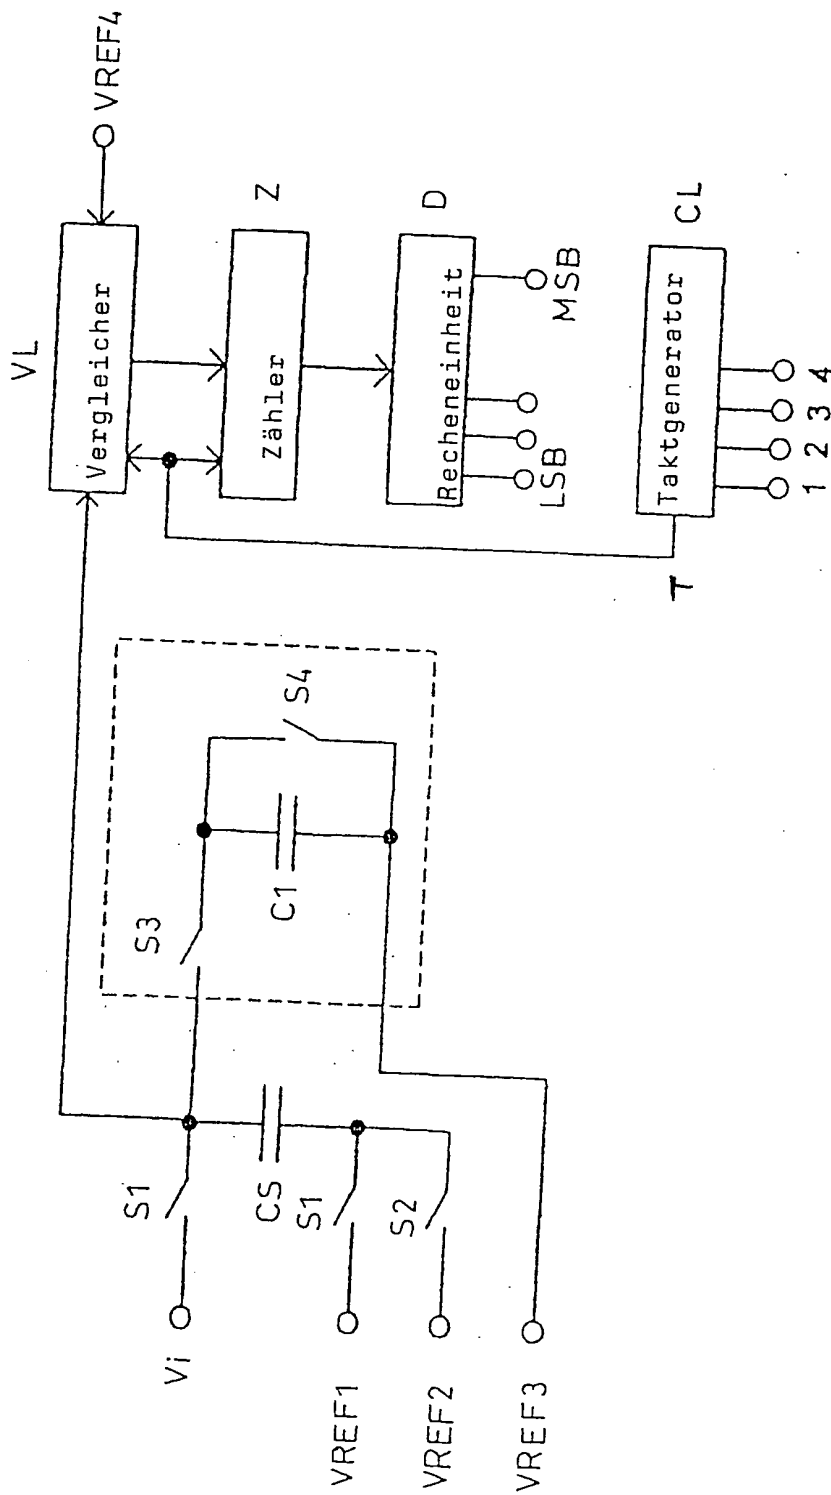 VL
Vergleicher
VREF4
Zähler
Z
Recheneinheit
D
LSB
MSB
Taktgenerator
CL
T
1 2 3 4
S3
C1
S4
S1
CS
S1
S2
Vi
VREF1
VREF2
VREF3